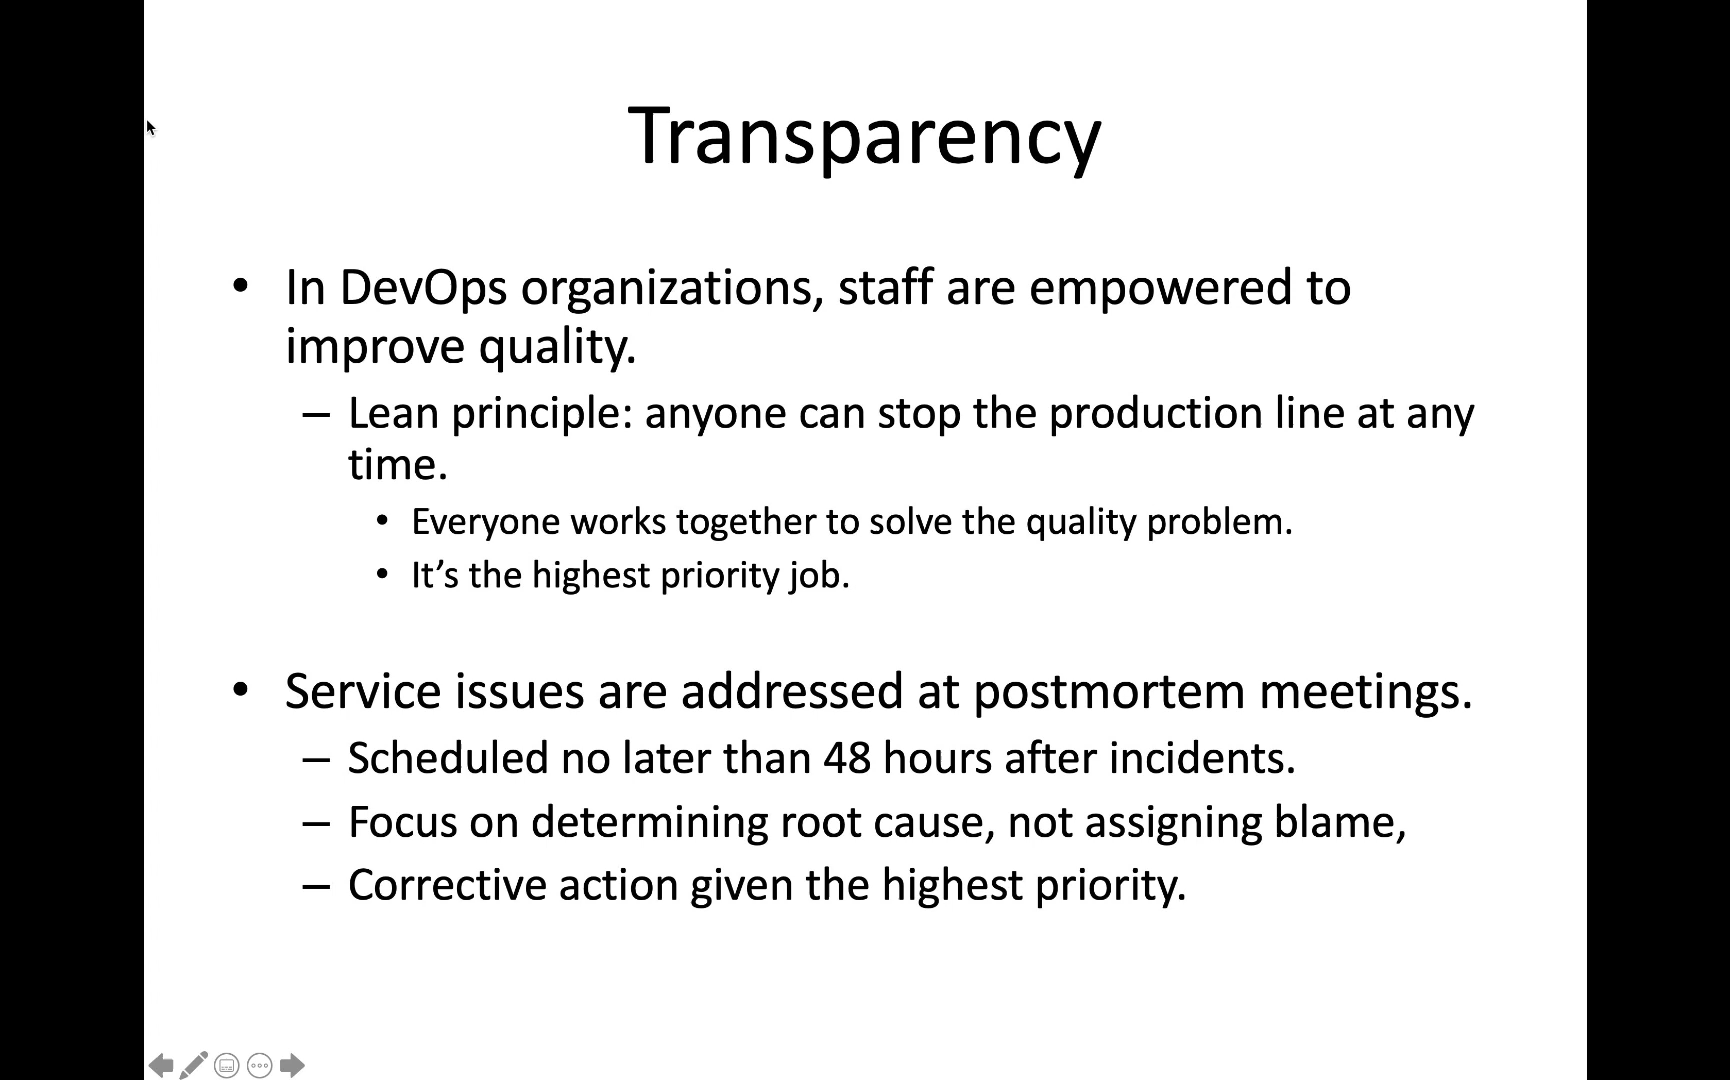 Transparency
• In DevOps organizations, staff are empowered to
improve quality.
– Lean principle: anyone can stop the production line at any
time.
• Everyone works together to solve the quality problem.
• It’s the highest priority job.
• Service issues are addressed at postmortem meetings.
– Scheduled no later than 48 hours after incidents.
– Focus on determining root cause, not assigning blame,
– Corrective action given the highest priority.